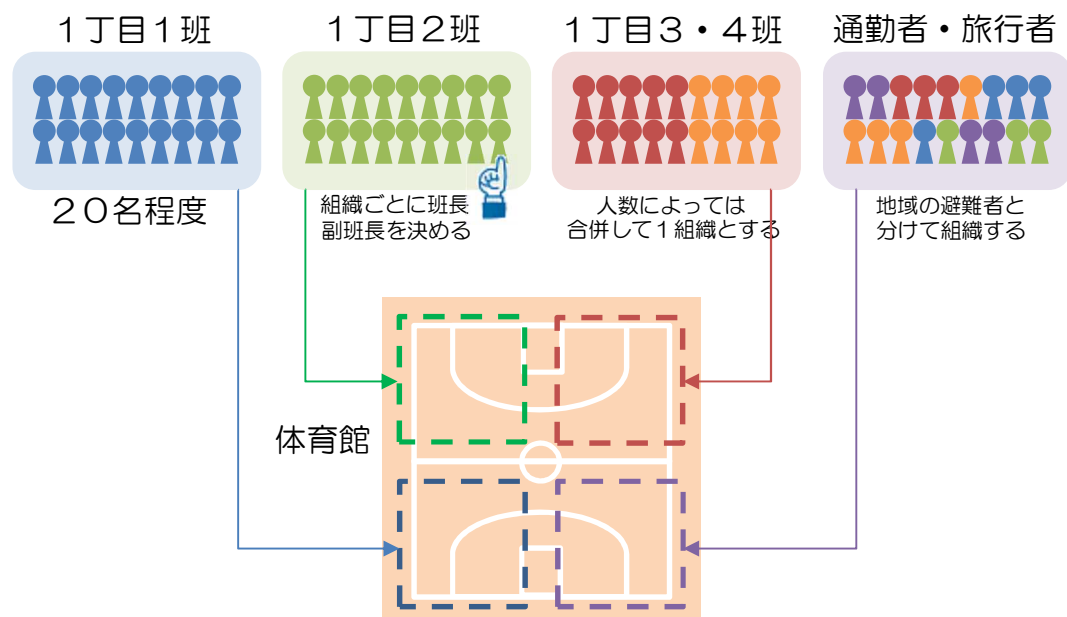 １丁目１班
１丁目２班
１丁目３・４班
通勤者・旅行者
２０名程度
組織ごとに班長
副班長を決める
人数によっては
合併して１組織とする
地域の避難者と
分けて組織する
体育館